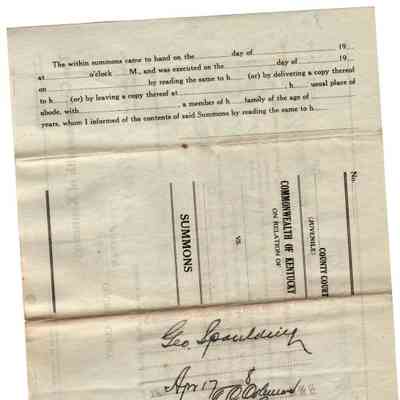 The within summons came to hand on the ........ day of ........ 19....
at ........ o'clock ....M., and was executed on the ........ day of ........ 19....
on ........ by reading the same to h.... (or) by delivering a copy thereof
to h.... (or) by leaving a copy thereof at ........, h.... usual place of
abode, with ........, a member of h.... family of the age of ........
years, whom I informed of the contents of said Summons by reading the same to h....
No.
COUNTY COURT
(JUVENILE)
COMMONWEALTH OF KENTUCKY
ON RELATION OF
VS.
SUMMONS
Geo. Spaulding
Apr 17